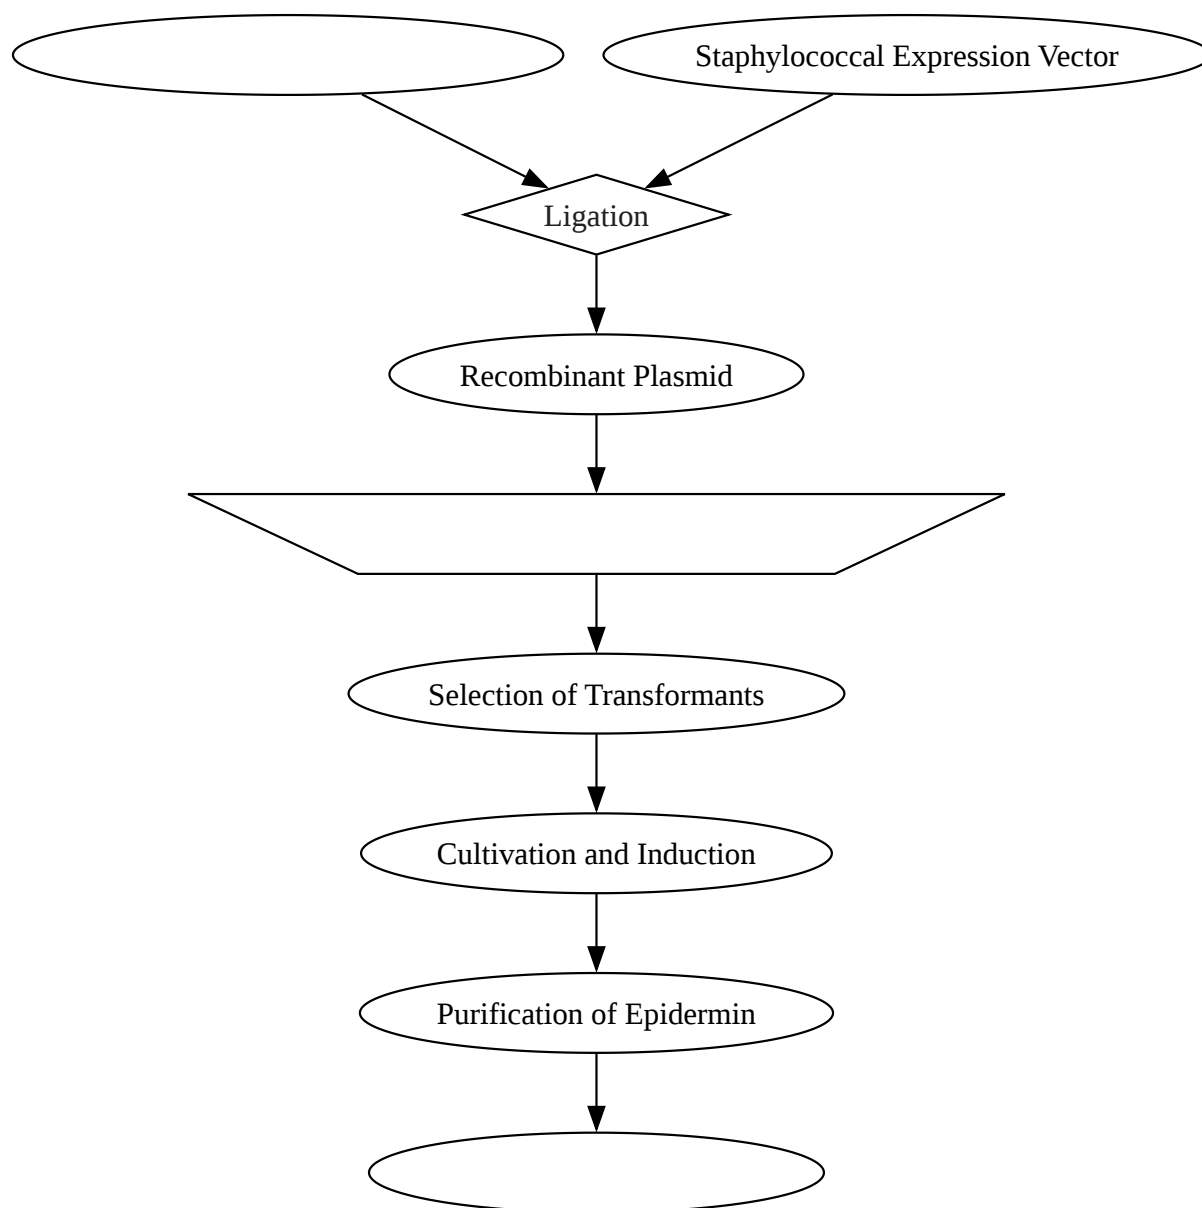 Staphylococcal Expression Vector
Ligation
Recombinant Plasmid
Selection of Transformants
Cultivation and Induction
Purification of Epidermin